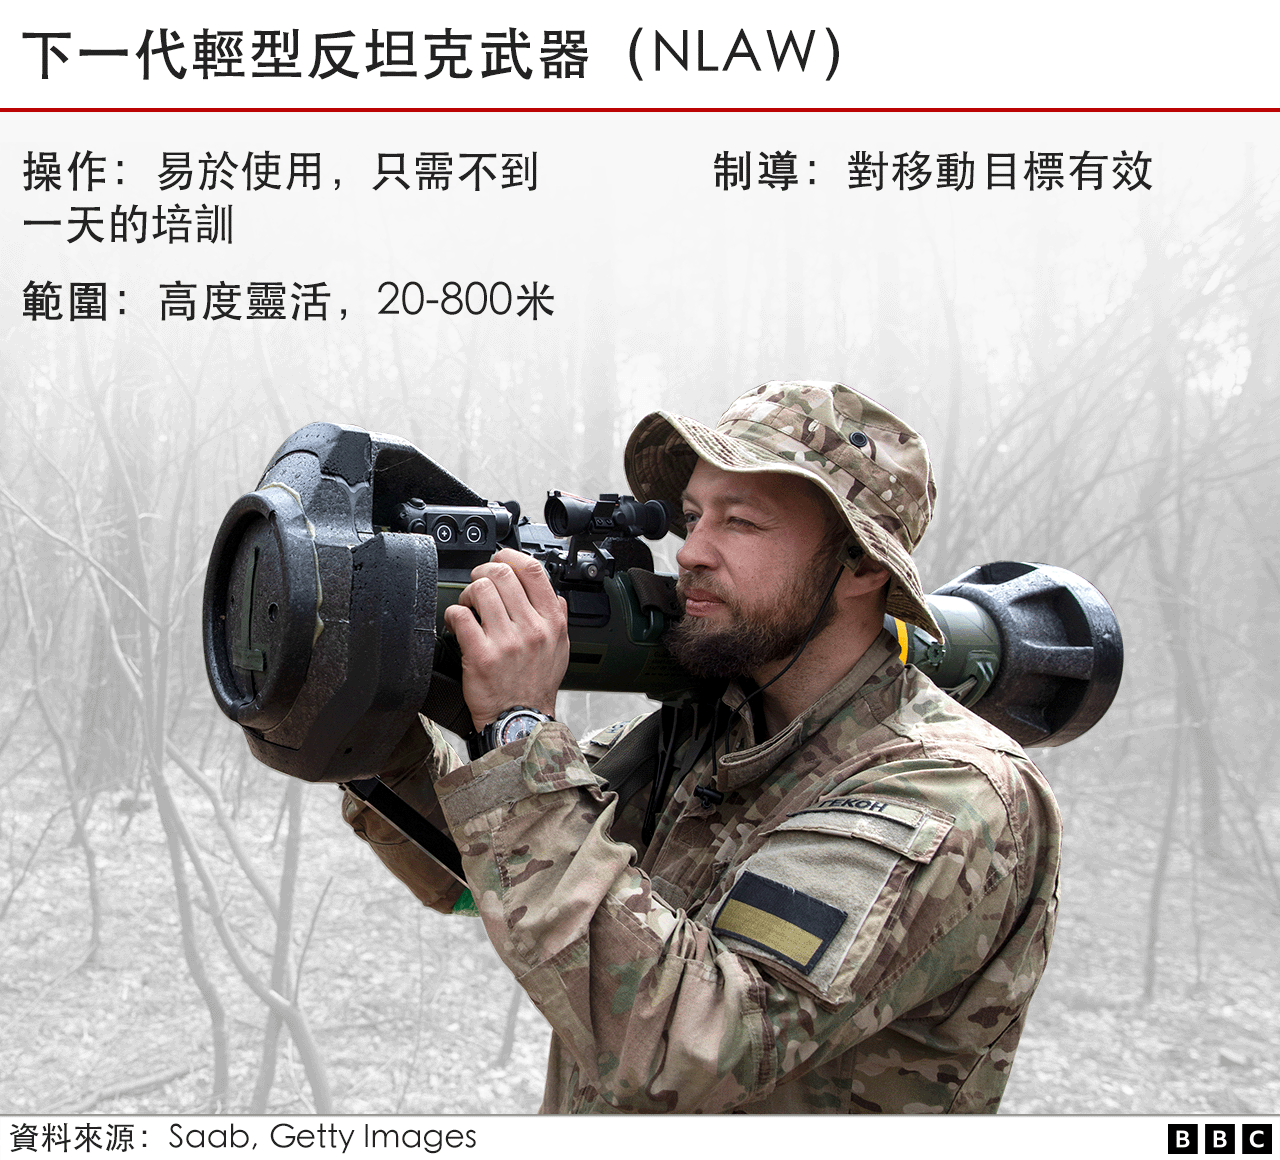 下一代輕型反坦克武器（NLAW）
操作：易於使用，只需不到
一天的培訓
制導：對移動目標有效
範圍：高度靈活，20-800米
+ −
ГЕКОН
資料來源：Saab, Getty Images
BBC